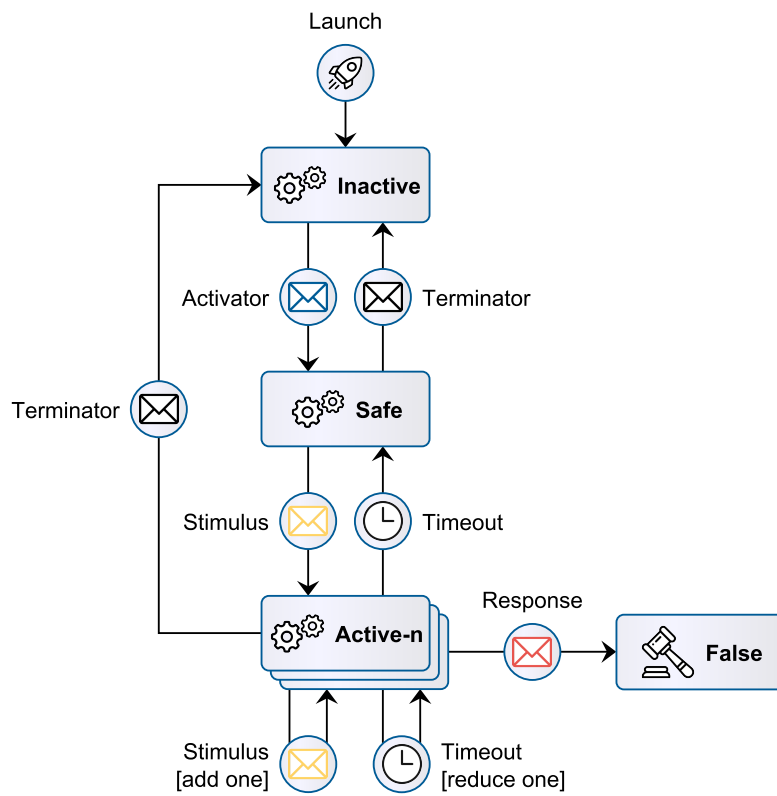 Launch
Inactive
Activator
Terminator
Terminator
Safe
Stimulus
Timeout
Active-n
Response
False
Stimulus
[add one]
Timeout
[reduce one]